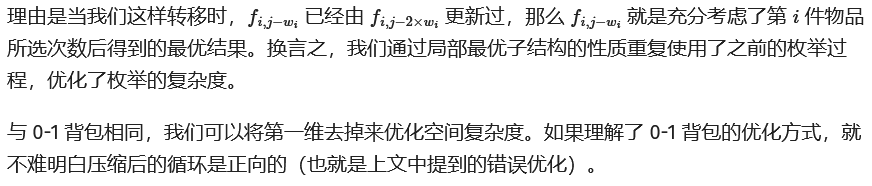 理由是当我们这样转移时，$f_{i,j-w_i}$ 已经由 $f_{i,j-2\times w_i}$ 更新过，那么 $f_{i,j-w_i}$ 就是充分考虑了第 $i$ 件物品
所选次数后得到的最优结果。换言之，我们通过局部最优子结构的性质重复使用了之前的枚举过
程，优化了枚举的复杂度。
与 0-1 背包相同，我们可以将第一维去掉来优化空间复杂度。如果理解了 0-1 背包的优化方式，就
不难明白压缩后的循环是正向的（也就是上文中提到的错误优化）。